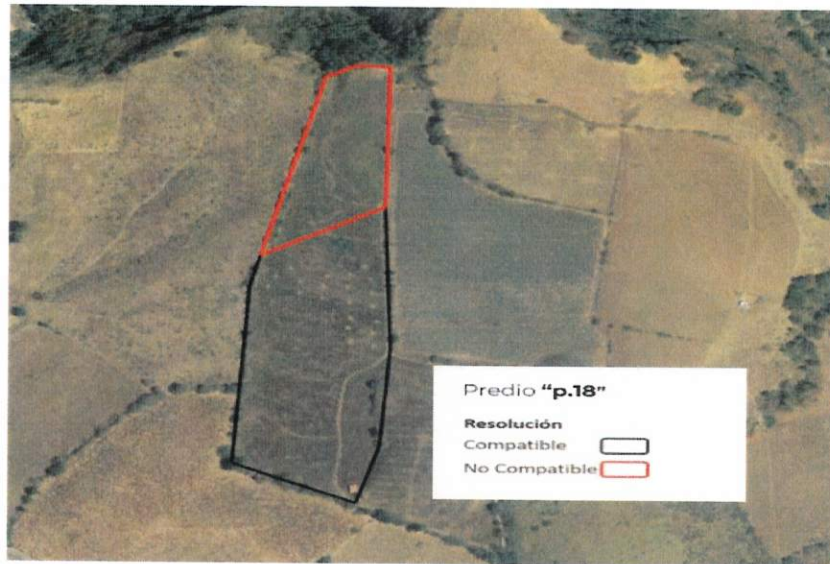 Predio “p.18”
Resolución
Compatible
No Compatible